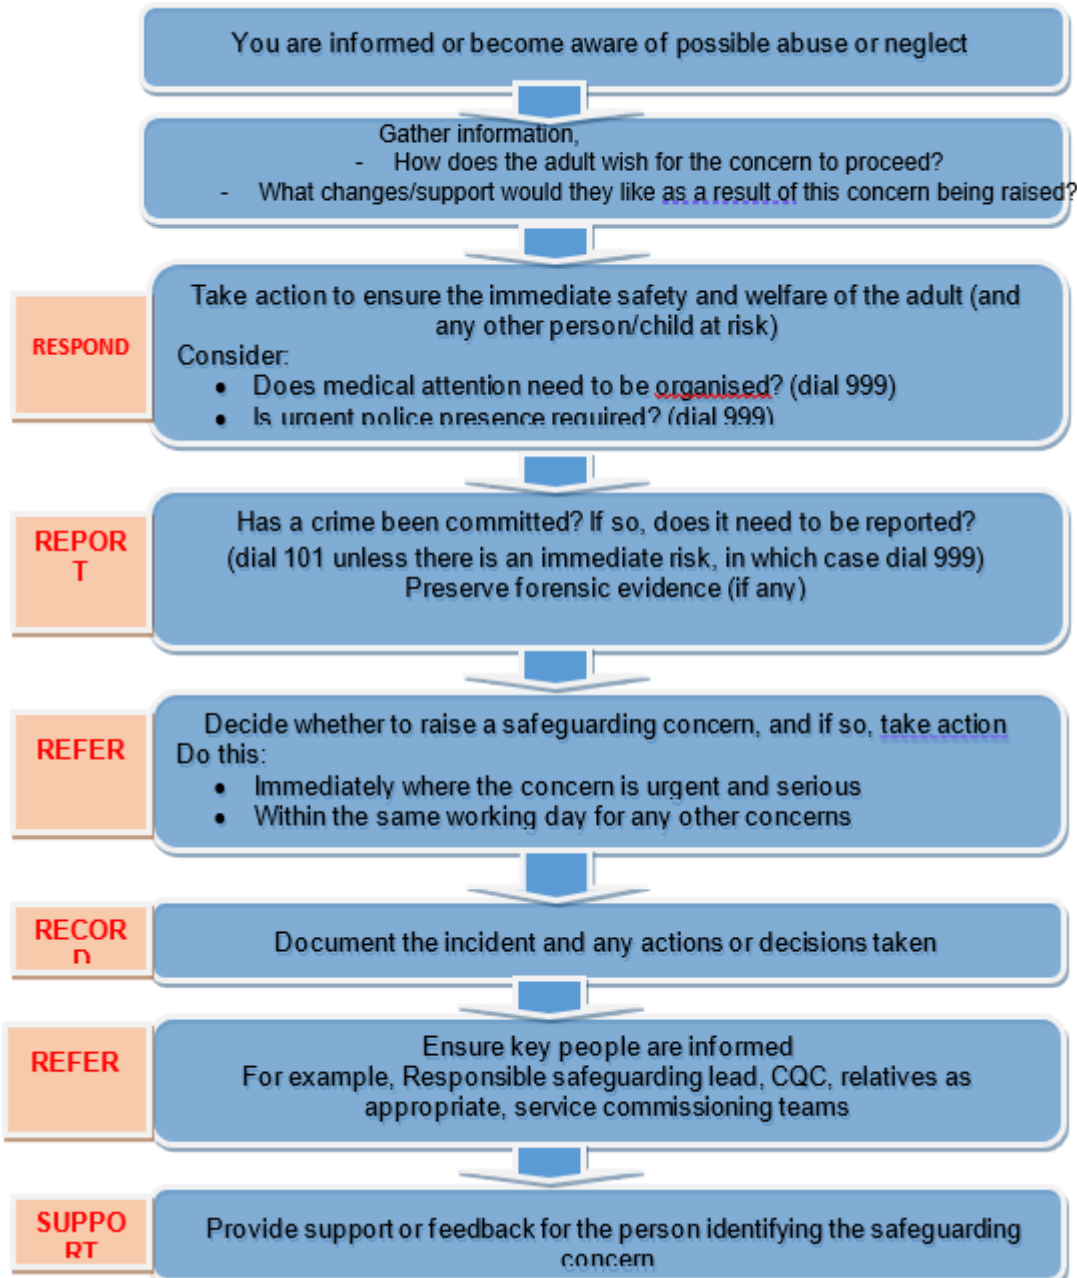 You are informed or become aware of possible abuse or neglect
Gather information,
- How does the adult wish for the concern to proceed?
- What changes/support would they like as a result of this concern being raised?
RESPOND
Take action to ensure the immediate safety and welfare of the adult (and
any other person/child at risk)
Consider:
• Does medical attention need to be organised? (dial 999)
• Is urgent police presence required? (dial 999)
REPOR
T
Has a crime been committed? If so, does it need to be reported?
(dial 101 unless there is an immediate risk, in which case dial 999)
Preserve forensic evidence (if any)
REFER
Decide whether to raise a safeguarding concern, and if so, take action
Do this:
• Immediately where the concern is urgent and serious
• Within the same working day for any other concerns
RECOR
D
Document the incident and any actions or decisions taken
REFER
Ensure key people are informed
For example, Responsible safeguarding lead, CQC, relatives as
appropriate, service commissioning teams
SUPPO
RT
Provide support or feedback for the person identifying the safeguarding
concern